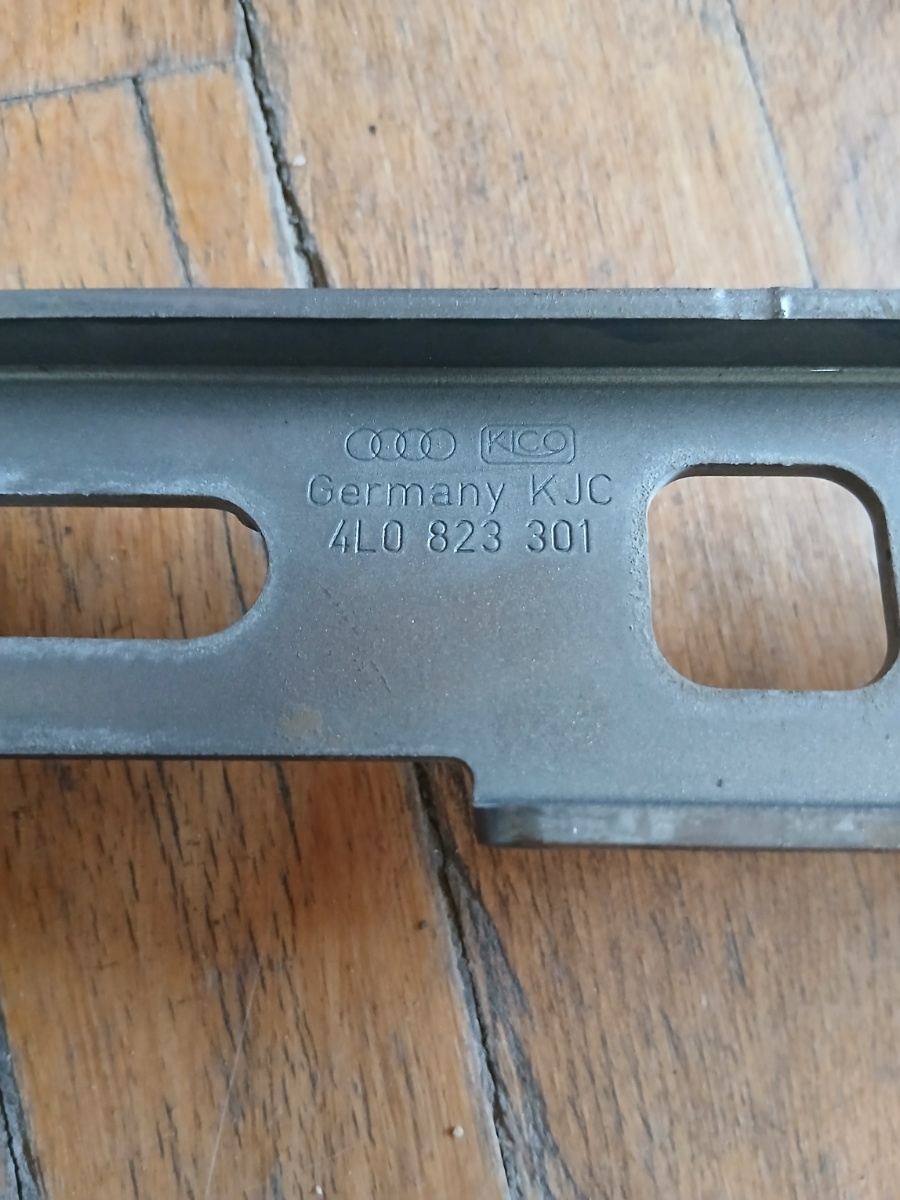 KICO
Germany KJC
4L0 823 301